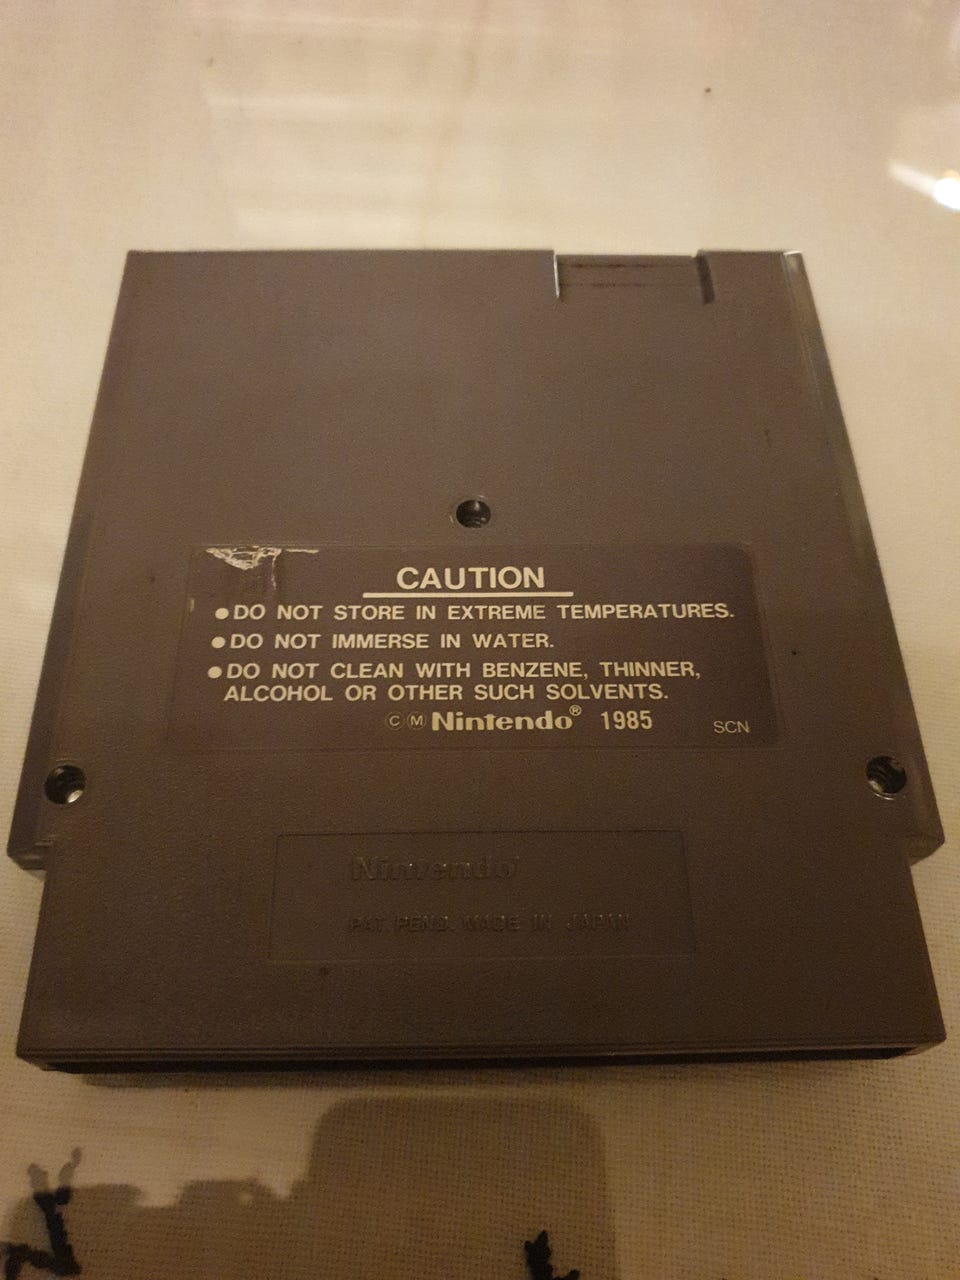 CAUTION
●DO NOT STORE IN EXTREME TEMPERATURES.
●DO NOT IMMERSE IN WATER.
●DO NOT CLEAN WITH BENZENE, THINNER,
ALCOHOL OR OTHER SUCH SOLVENTS.
ⒸⓂNintendo® 1985
SCN
Nintendo
PAT. PEND. MADE IN JAPAN